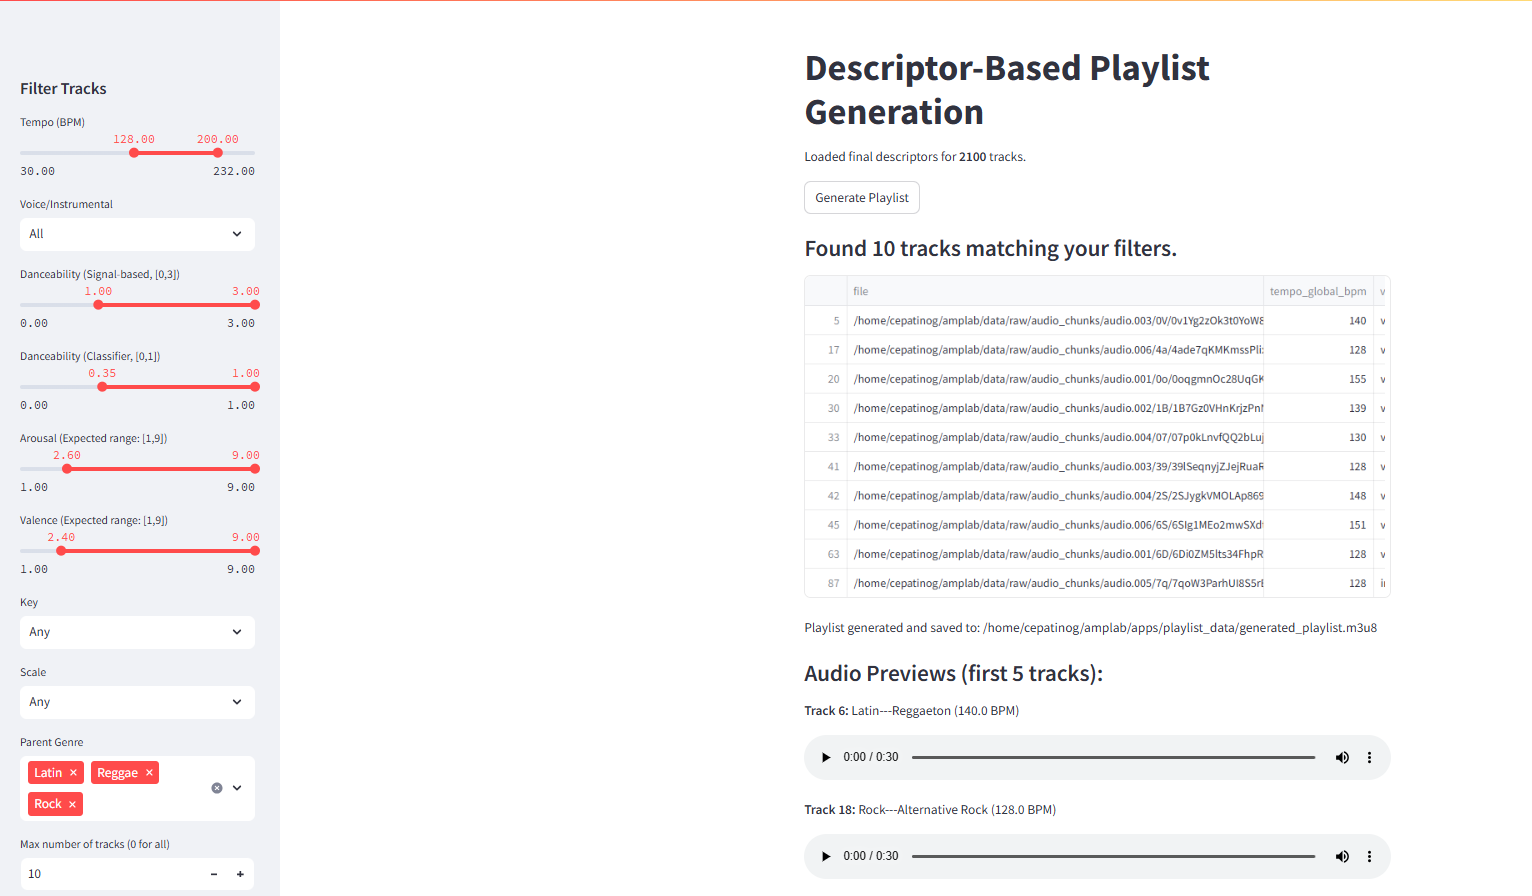 Filter Tracks
Tempo (BPM)
128.00 200.00
30.00 232.00
Voice/Instrumental
All
Danceability (Signal-based, [0,3])
1.00 3.00
0.00 3.00
Danceability (Classifier, [0,1])
0.35 1.00
0.00 1.00
Arousal (Expected range: [1,9])
2.60 9.00
1.00 9.00
Valence (Expected range: [1,9])
2.40 9.00
1.00 9.00
Key
Any
Scale
Any
Parent Genre
Latin × Reggae ×
Rock ×
Max number of tracks (0 for all)
10 − +
Descriptor-Based Playlist
Generation
Loaded final descriptors for 2100 tracks.
Generate Playlist
Found 10 tracks matching your filters.
file tempo_global_bpm v
5 /home/cepatinog/amplab/data/raw/audio_chunks/audio.003/0V/0v1Yg2zOk3t0YoW8 140 v
17 /home/cepatinog/amplab/data/raw/audio_chunks/audio.006/4a/4ade7qKMKmssPli 128 v
20 /home/cepatinog/amplab/data/raw/audio_chunks/audio.001/0o/0oqgmnOc28UqGK 155 v
30 /home/cepatinog/amplab/data/raw/audio_chunks/audio.002/1B/1B7Gz0VHnKrjzPn 139 v
33 /home/cepatinog/amplab/data/raw/audio_chunks/audio.004/07/07p0kLnvfQQ2bLuj 130 v
41 /home/cepatinog/amplab/data/raw/audio_chunks/audio.003/39/39lSeqnyjZJejRuaR 128 v
42 /home/cepatinog/amplab/data/raw/audio_chunks/audio.004/2S/2SJygkVMOLAp869 148 v
45 /home/cepatinog/amplab/data/raw/audio_chunks/audio.006/6S/6SIg1MEo2mwSXd 151 v
63 /home/cepatinog/amplab/data/raw/audio_chunks/audio.001/6D/6Di0ZM5lts34FhpR 128 v
87 /home/cepatinog/amplab/data/raw/audio_chunks/audio.005/7q/7qoW3ParhUI8S5r 128 i
Playlist generated and saved to: /home/cepatinog/amplab/apps/playlist_data/generated_playlist.m3u8
Audio Previews (first 5 tracks):
Track 6: Latin---Reggaeton (140.0 BPM)
0:00 / 0:30
Track 18: Rock---Alternative Rock (128.0 BPM)
0:00 / 0:30